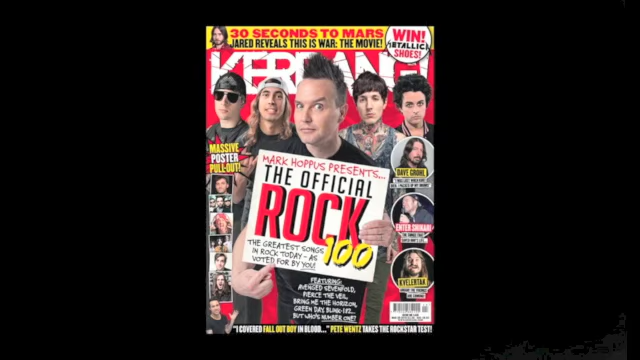 30 SECONDS TO MARS
JARED REVEALS THIS IS WAR: THE MOVIE!
WIN!
METALLICA
SHOES!
KERRANG!
MASSIVE
POSTER
PULL-OUT!
MARK HOPPUS PRESENTS...
THE OFFICIAL
ROCK
100
THE GREATEST SONGS
IN ROCK TODAY – AS
VOTED FOR BY YOU!
DAVE GROHL
ENTER SHIKARI
KVELERTAK
FEATURING:
AVENGED SEVENFOLD,
PIERCE THE VEIL,
BRING ME THE HORIZON,
GREEN DAY, BLINK-182...
BUT WHO'S NUMBER ONE?
"I COVERED FALL OUT BOY IN BLOOD..." PETE WENTZ TAKES THE ROCKSTAR TEST!